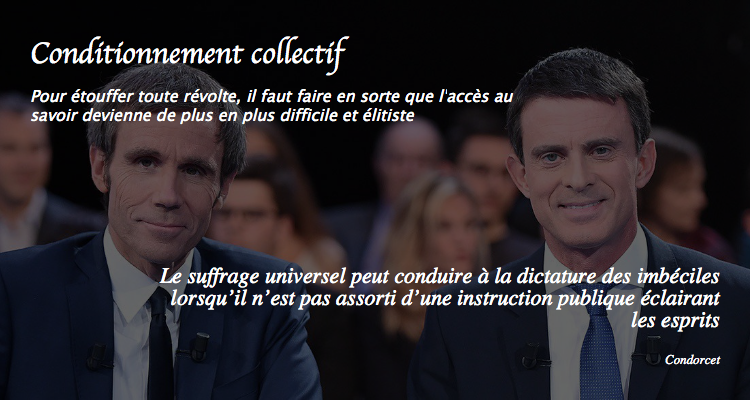 Conditionnement collectif
Pour étouffer toute révolte, il faut faire en sorte que l'accès au
savoir devienne de plus en plus difficile et élitiste
Le suffrage universel peut conduire à la dictature des imbéciles
lorsqu’il n’est pas assorti d’une instruction publique éclairant
les esprits
Condorcet